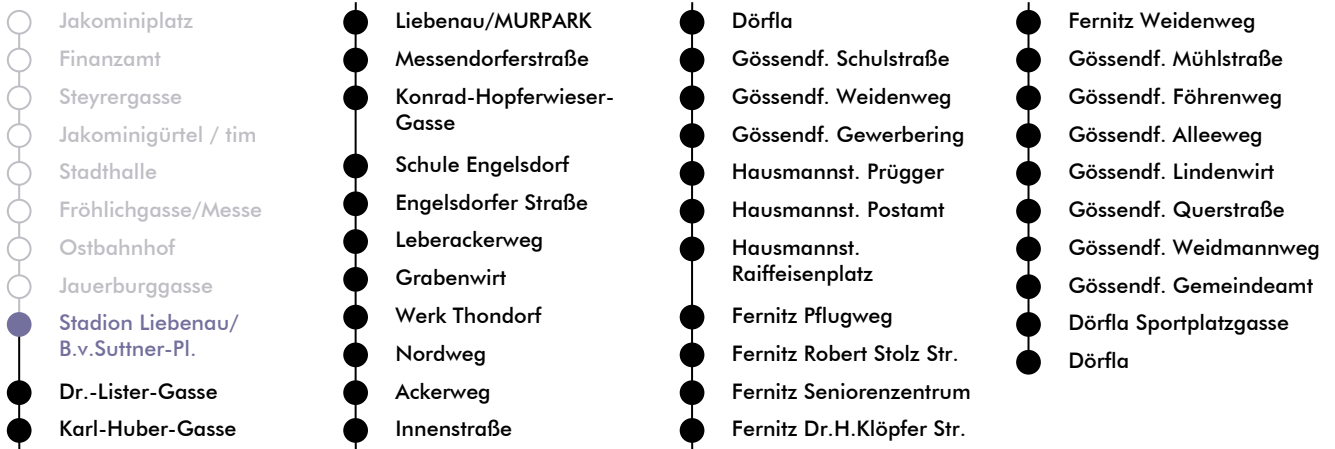 Jakominiplatz
Finanzamt
Steyrergasse
Jakominigürtel / tim
Stadthalle
Fröhlichgasse/Messe
Ostbahnhof
Jauerburggasse
Stadion Liebenau/
B.v.Suttner-Pl.
Dr.-Lister-Gasse
Karl-Huber-Gasse
Liebenau/MURPARK
Messendorferstraße
Konrad-Hopferwieser-
Gasse
Schule Engelsdorf
Engelsdorfer Straße
Leberackerweg
Grabenwirt
Werk Thondorf
Nordweg
Ackerweg
Innenstraße
Dörfla
Gössendf. Schulstraße
Gössendf. Weidenweg
Gössendf. Gewerbering
Hausmannst. Prügger
Hausmannst. Postamt
Hausmannst.
Raiffeisenplatz
Fernitz Pflugweg
Fernitz Robert Stolz Str.
Fernitz Seniorenzentrum
Fernitz Dr.H.Klöpfer Str.
Fernitz Weidenweg
Gössendf. Mühlstraße
Gössendf. Föhrenweg
Gössendf. Alleeweg
Gössendf. Lindenwirt
Gössendf. Querstraße
Gössendf. Weidmannweg
Gössendf. Gemeindeamt
Dörfla Sportplatzgasse
Dörfla